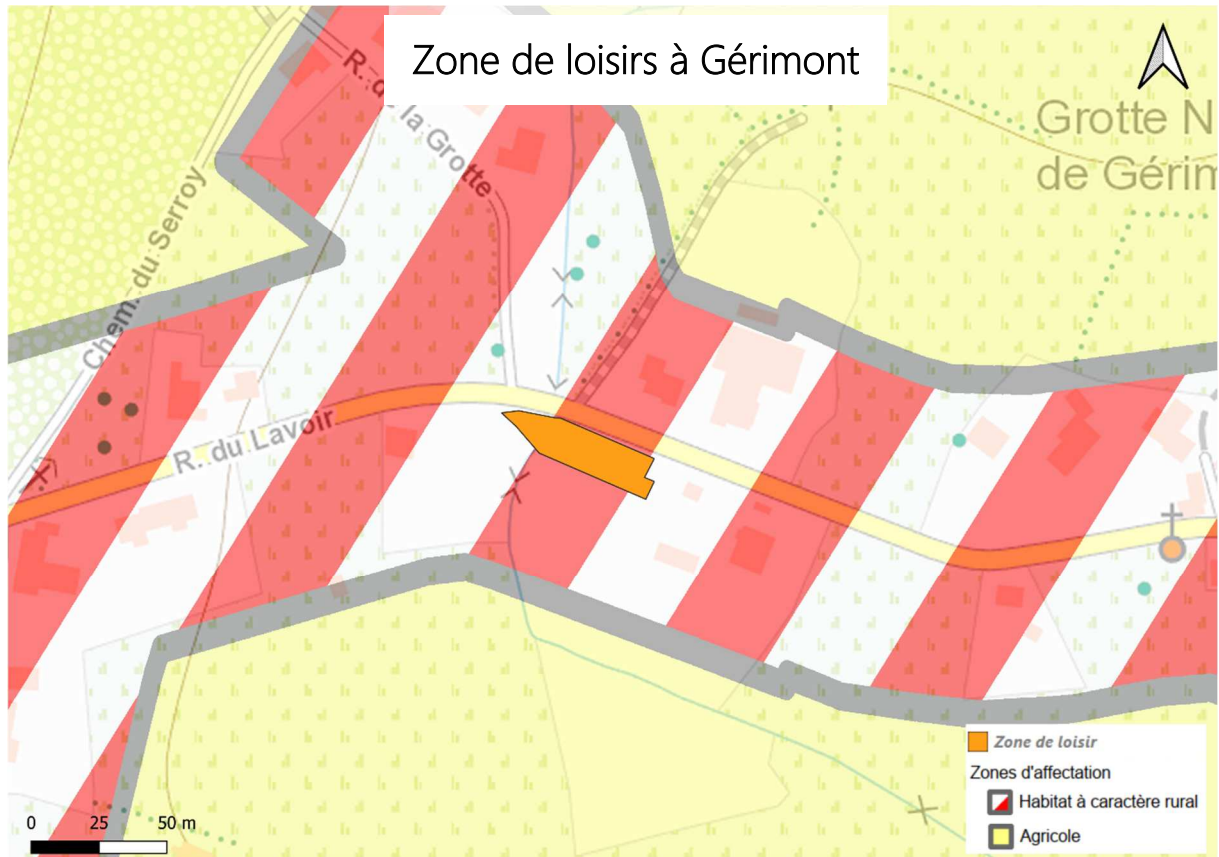 Zone de loisirs à Gérimont
R. de la Grotte
Grotte N
de Gérim
Chem. du Serroy
R. du Lavoir
Zone de loisir
Zones d'affectation
Habitat à caractère rural
Agricole
0 25 50 m